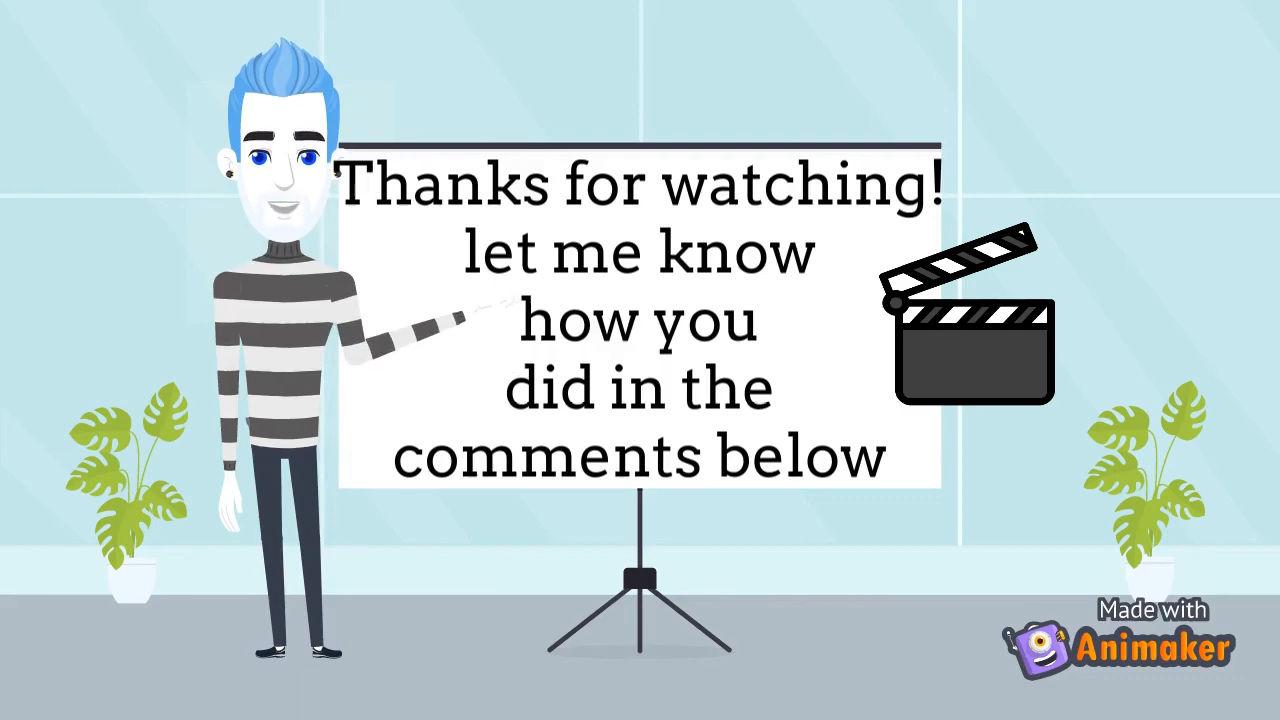 Thanks for watching!
let me know
how you
did in the
comments below
Made with
Animaker